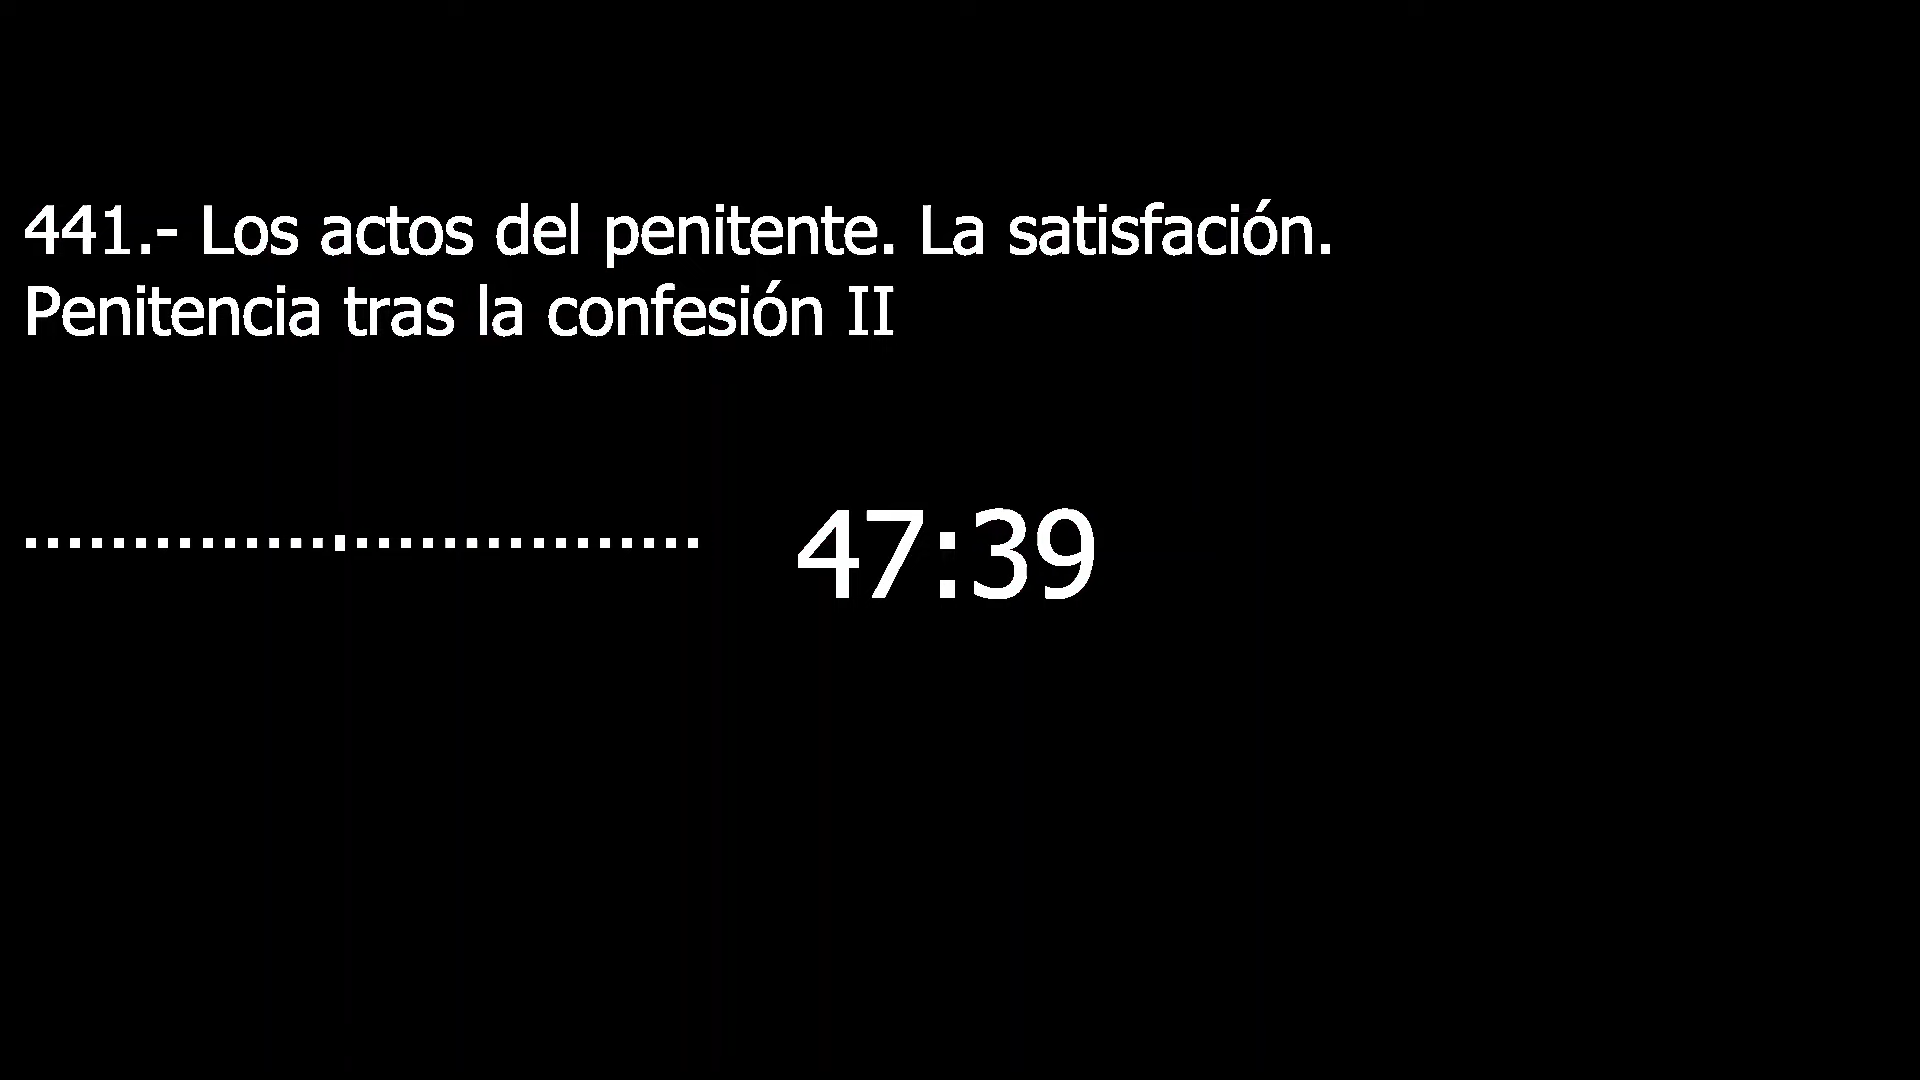 441.- Los actos del penitente. La satisfación.
Penitencia tras la confesión II
47:39